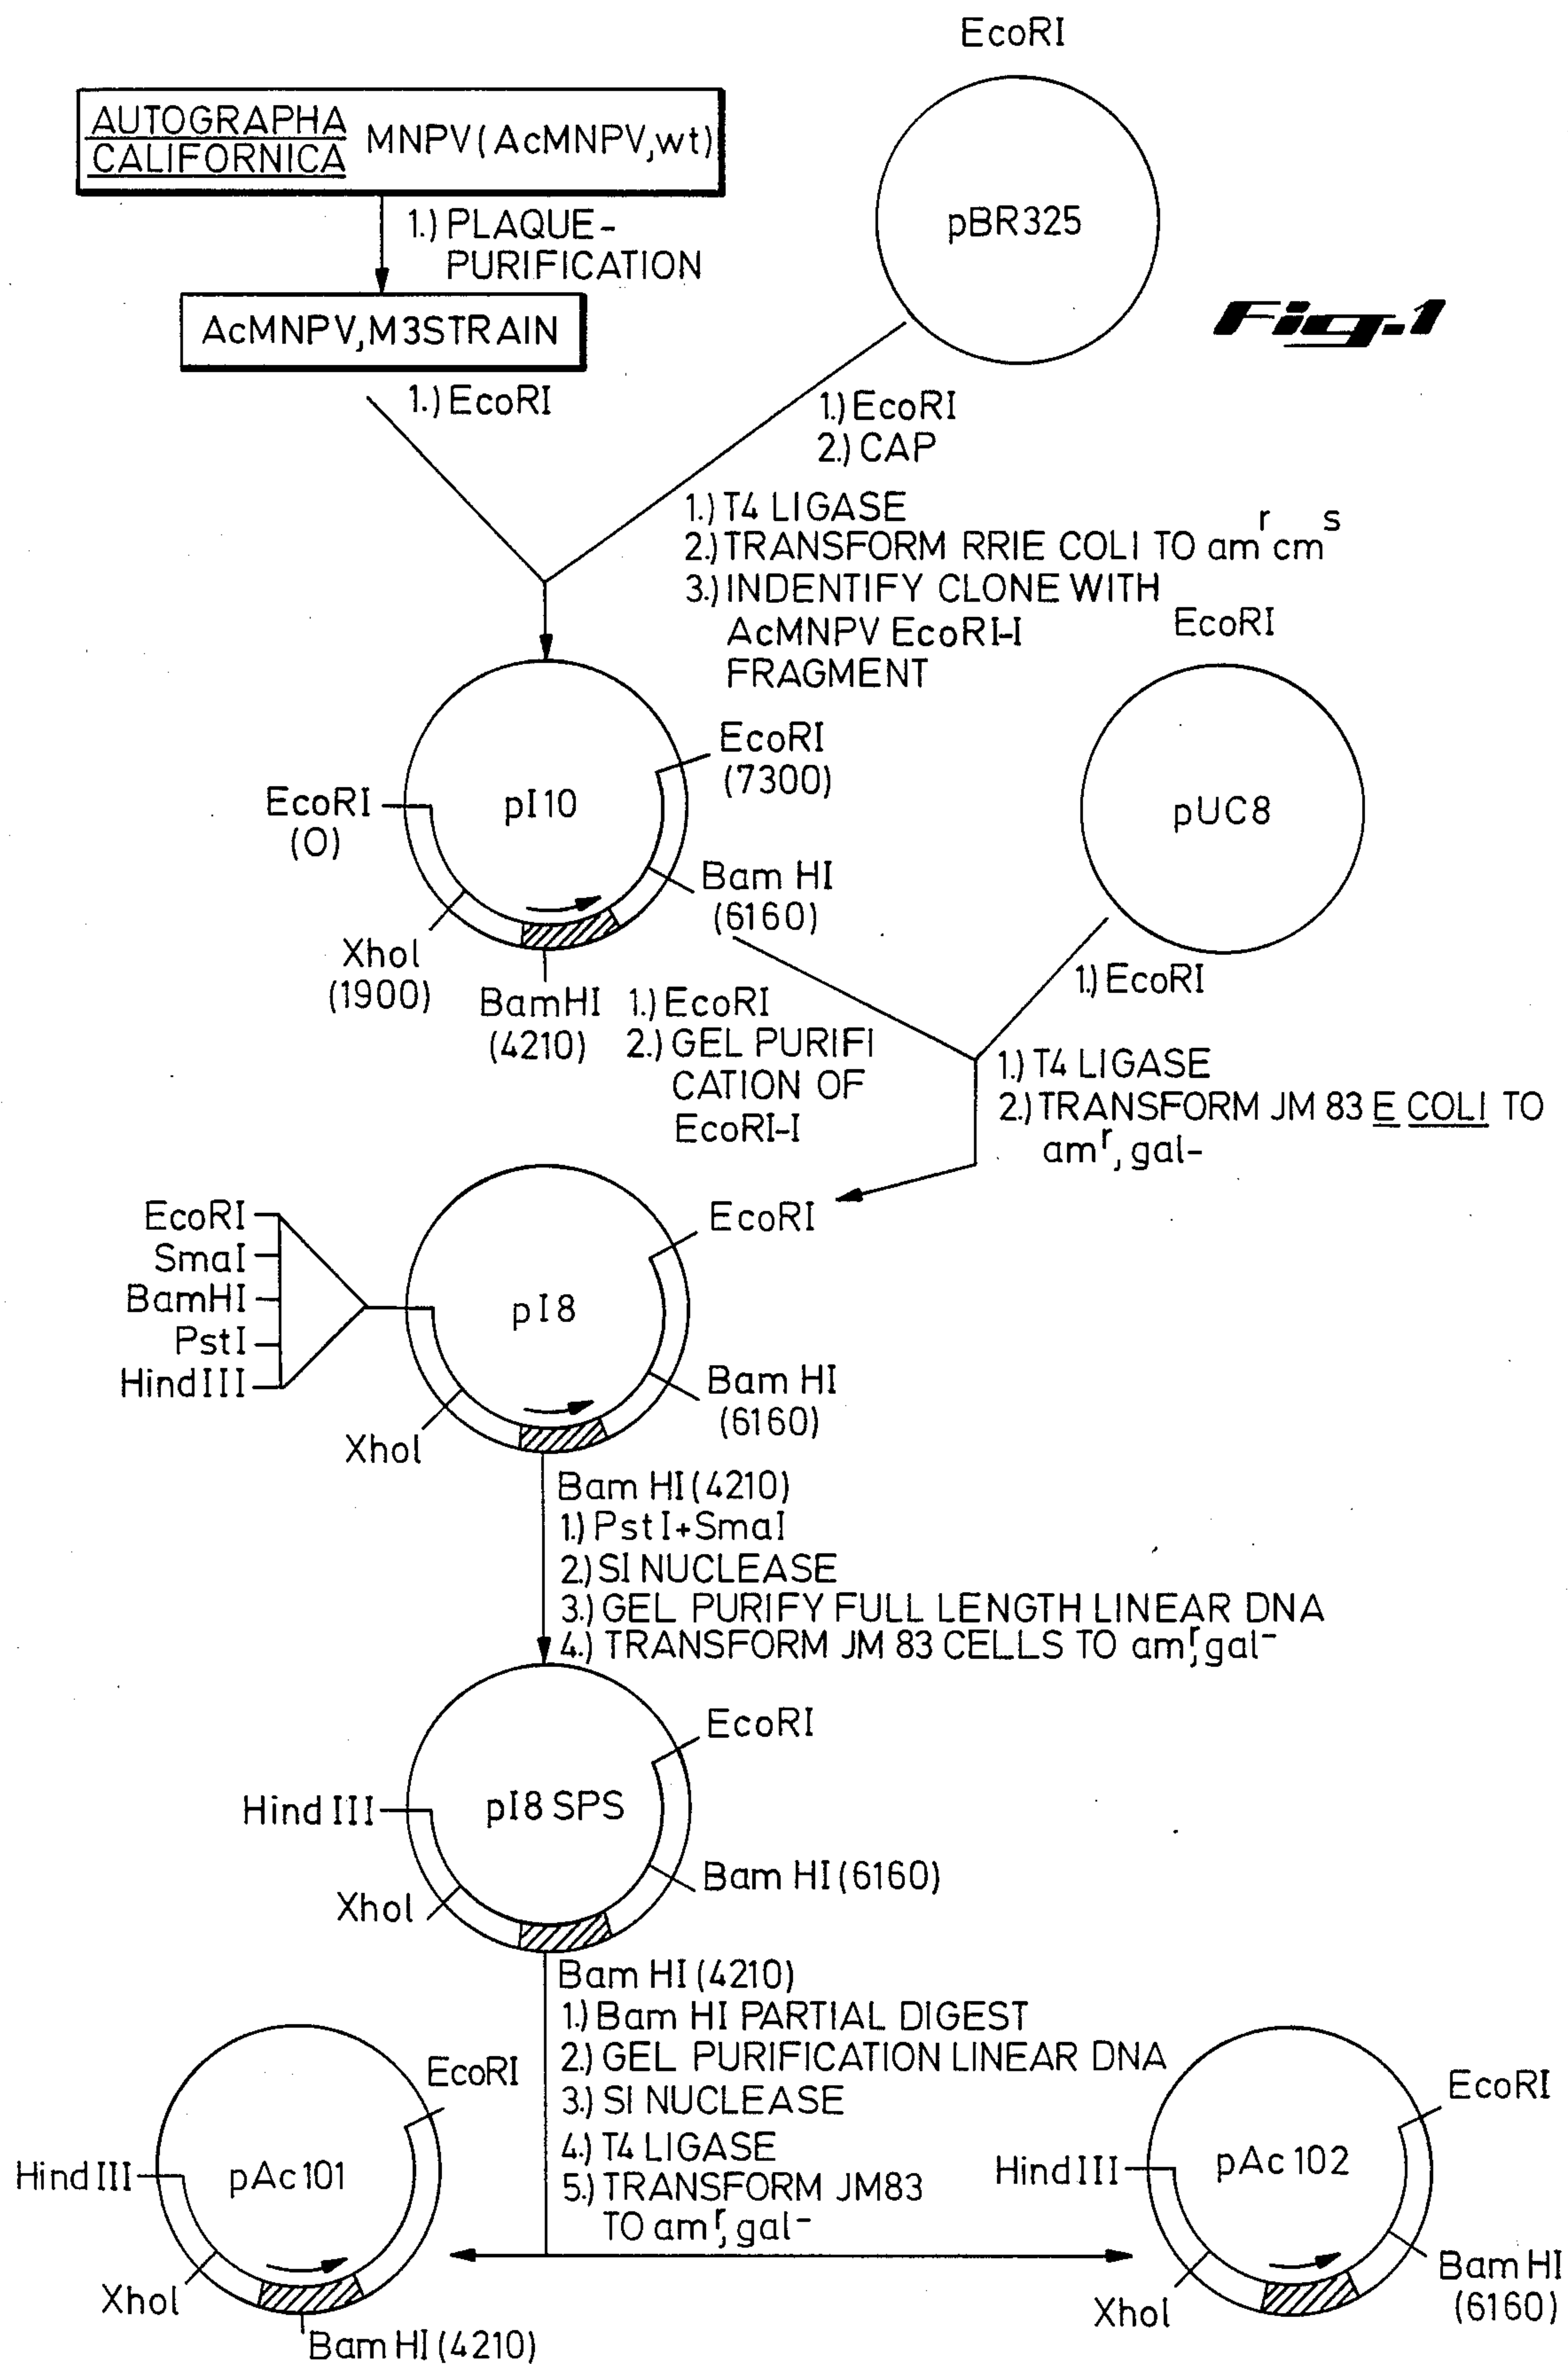 EcoRI
AUTOGRAPHA
CALIFORNICA MNPV(AcMNPV,wt)
pBR325
1.) PLAQUE-
PURIFICATION
Fig.1
AcMNPV,M3STRAIN
1.) EcoRI
1.) EcoRI
2.) CAP
1.) T4 LIGASE
2.) TRANSFORM RRIE COLI TO am^r cm^s
3.) INDENTIFY CLONE WITH
AcMNPV EcoRI-I
FRAGMENT
EcoRI
EcoRI
(7300)
EcoRI
(O)
pI10
pUC8
Bam HI
(6160)
XhoI
(1900)
BamHI
(4210)
1.) EcoRI
2.) GEL PURIFI
CATION OF
EcoRI-I
1.) EcoRI
1.) T4 LIGASE
2.) TRANSFORM JM 83 E COLI TO
am^r, gal-
EcoRI
SmaI
BamHI
PstI
HindIII
EcoRI
pI8
Bam HI
(6160)
XhoI
Bam HI (4210)
1.) PstI+SmaI
2.) SI NUCLEASE
3.) GEL PURIFY FULL LENGTH LINEAR DNA
4.) TRANSFORM JM 83 CELLS TO am^r, gal-
EcoRI
Hind III
pI8 SPS
Bam HI (6160)
XhoI
Bam HI (4210)
1.) Bam HI PARTIAL DIGEST
2.) GEL PURIFICATION LINEAR DNA
3.) SI NUCLEASE
4.) T4 LIGASE
5.) TRANSFORM JM83
TO am^r, gal-
EcoRI
Hind III
pAc101
XhoI
Bam HI (4210)
EcoRI
Hind III
pAc 102
Bam HI
(6160)
XhoI